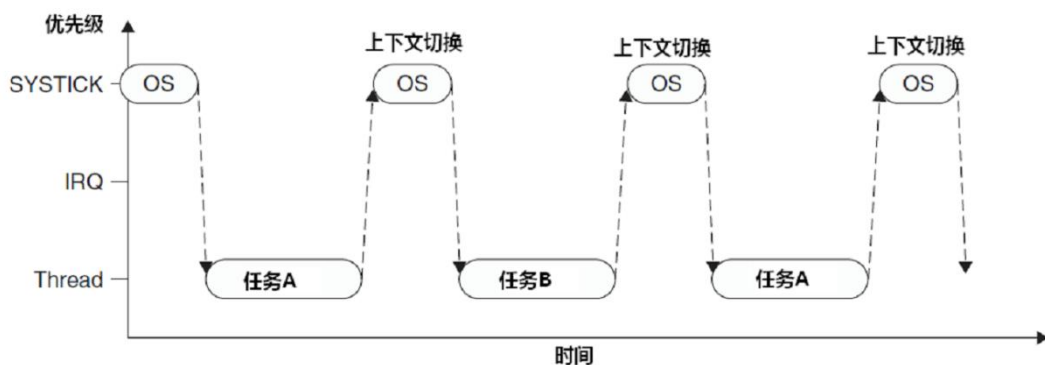 优先级
上下文切换 上下文切换 上下文切换
SYSTICK OS OS OS OS
IRQ
Thread 任务A 任务B 任务A
时间